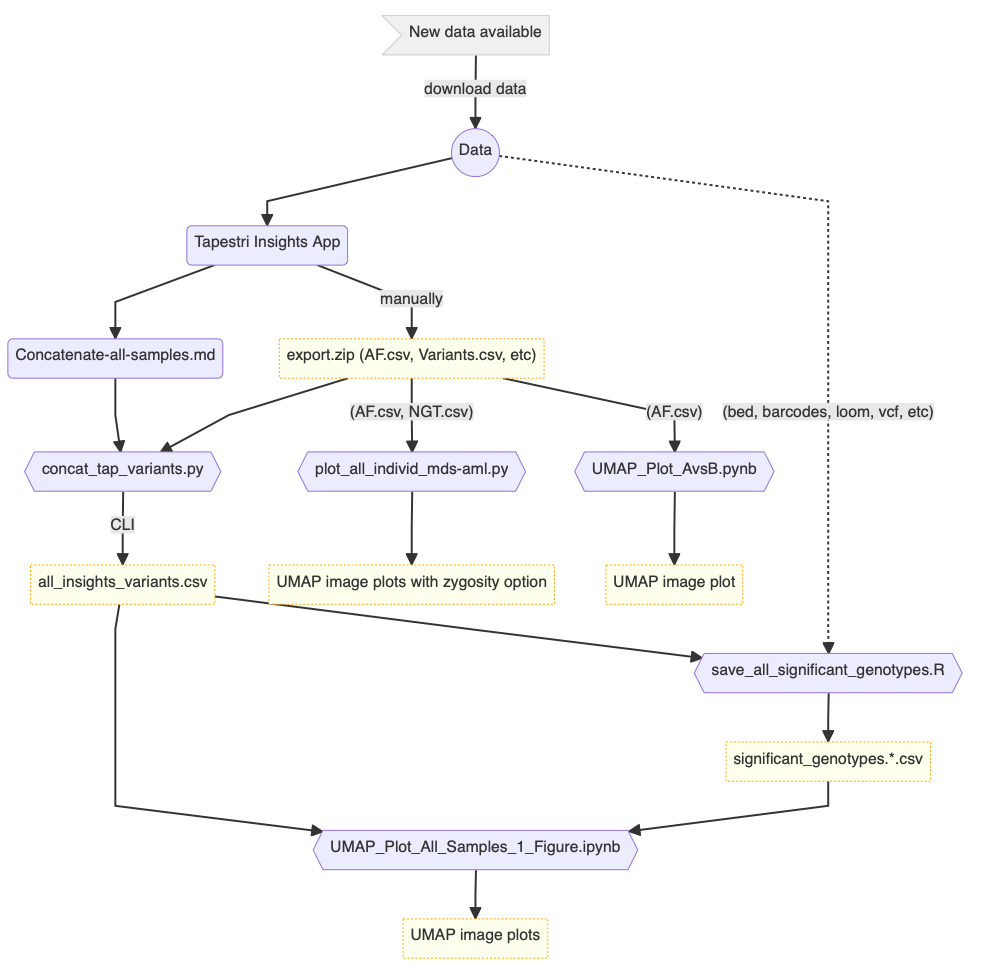 New data available
download data
Data
Tapestri Insights App
manually
Concatenate-all-samples.md
export.zip (AF.csv, Variants.csv, etc)
(AF.csv, NGT.csv)
(AF.csv)
(bed, barcodes, loom, vcf, etc)
concat_tap_variants.py
plot_all_individ_mds-aml.py
UMAP_Plot_AvsB.pynb
CLI
all_insights_variants.csv
UMAP image plots with zygosity option
UMAP image plot
save_all_significant_genotypes.R
significant_genotypes.*.csv
UMAP_Plot_All_Samples_1_Figure.ipynb
UMAP image plots